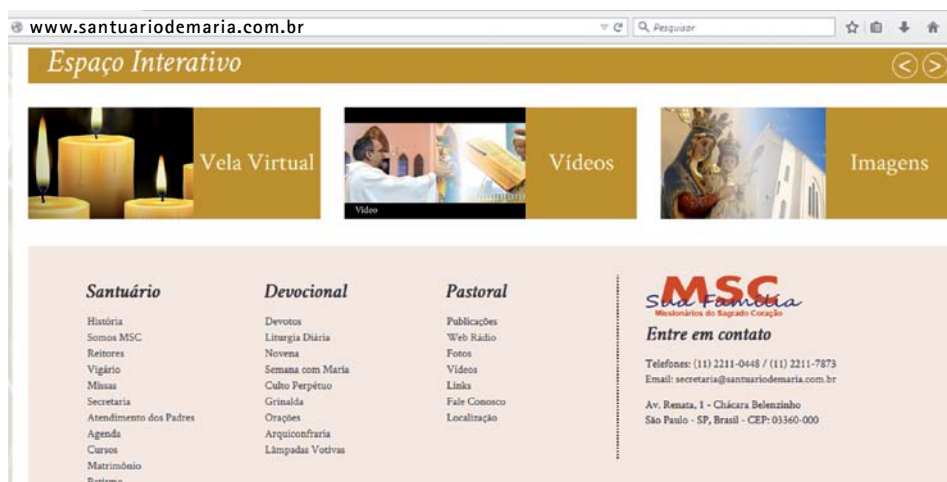 www.santuariodemaria.com.br
Pesquisar
Espaço Interativo
< >
Vela Virtual
Vídeo
Vídeos
Imagens
Santuário
História
Somos MSC
Reitores
Vigário
Missas
Secretaria
Atendimento dos Padres
Agenda
Cursos
Matrimônio
Batismo
Devocional
Devotos
Liturgia Diária
Novena
Semana com Maria
Culto Perpétuo
Grinalda
Orações
Arquiconfraria
Lâmpadas Votivas
Pastoral
Publicações
Web Rádio
Fotos
Vídeos
Links
Fale Conosco
Localização
MSC
Sua Família
Missionários do Sagrado Coração
Entre em contato
Telefones: (11) 2211-0448 / (11) 2211-7873
Email: secretaria@santuariodemaria.com.br
Av. Renata, 1 - Chácara Belenzinho
São Paulo - SP, Brasil - CEP: 03360-000